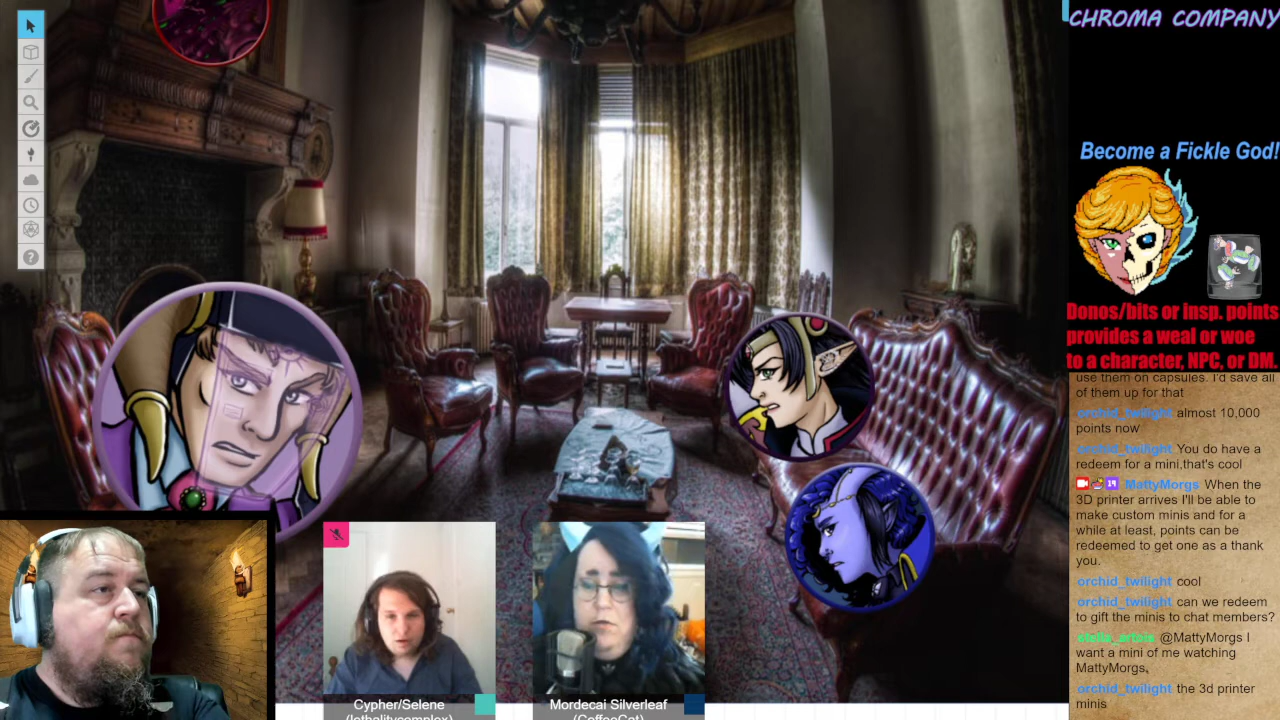 CHROMA COMPANY
Become a Fickle God!
Donos/bits or insp. points
provides a weal or woe
to a character, NPC, or DM.
use them on capsules. I'd save all
of them up for that
orchid_twilight almost 10,000
points now
orchid_twilight You do have a
redeem for a mini,that's cool
14 MattyMorgs When the
3D printer arrives I'll be able to
make custom minis and for a
while at least, points can be
redeemed to get one as a thank
you.
orchid_twilight cool
orchid_twilight can we redeem
to gift the minis to chat members?
stella_artois @MattyMorgs I
want a mini of me watching
MattyMorgs,
orchid_twilight the 3d printer
minis
Cypher/Selene
(lethalitycomplex)
Mordecai Silverleaf
(CoffeeCat)
?